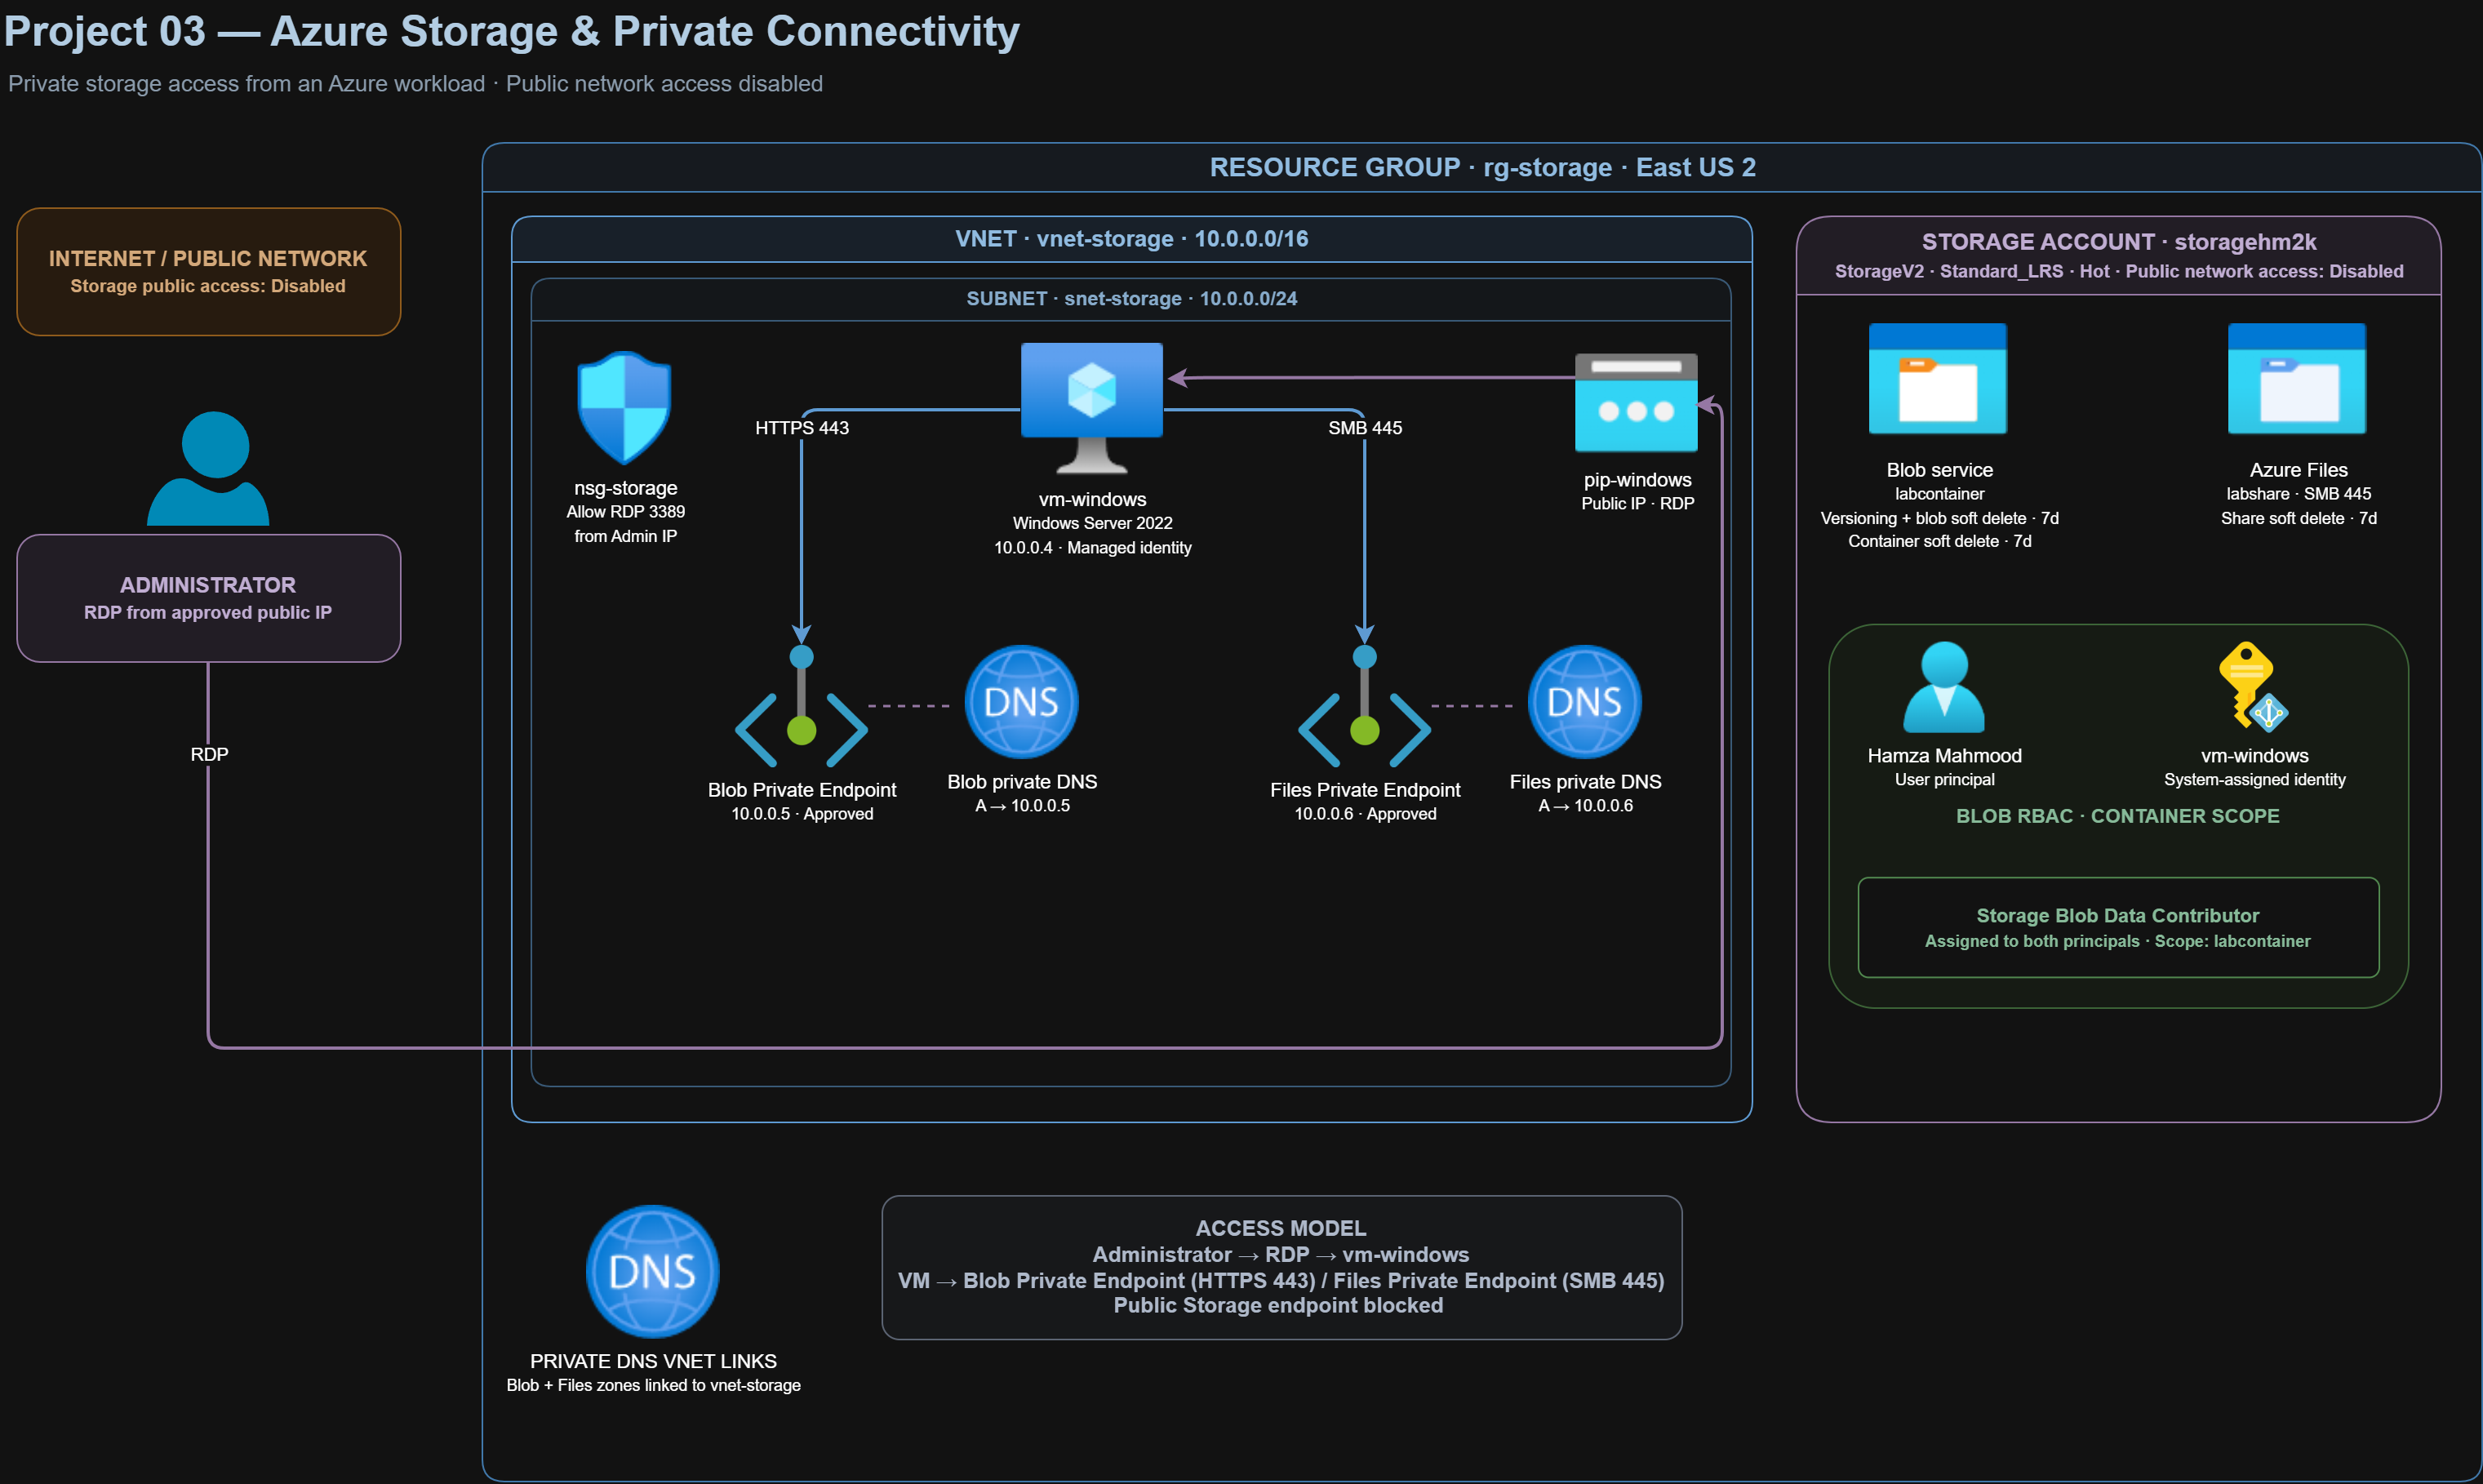 Project 03 — Azure Storage & Private Connectivity
Private storage access from an Azure workload · Public network access disabled
RESOURCE GROUP · rg-storage · East US 2
INTERNET / PUBLIC NETWORK
Storage public access: Disabled
ADMINISTRATOR
RDP from approved public IP
RDP
VNET · vnet-storage · 10.0.0.0/16
SUBNET · snet-storage · 10.0.0.0/24
nsg-storage
Allow RDP 3389
from Admin IP
HTTPS 443
vm-windows
Windows Server 2022
10.0.0.4 · Managed identity
SMB 445
pip-windows
Public IP · RDP
Blob Private Endpoint
10.0.0.5 · Approved
DNS
Blob private DNS
A → 10.0.0.5
Files Private Endpoint
10.0.0.6 · Approved
DNS
Files private DNS
A → 10.0.0.6
STORAGE ACCOUNT · storagehm2k
StorageV2 · Standard_LRS · Hot · Public network access: Disabled
Blob service
labcontainer
Versioning + blob soft delete · 7d
Container soft delete · 7d
Azure Files
labshare · SMB 445
Share soft delete · 7d
Hamza Mahmood
User principal
vm-windows
System-assigned identity
BLOB RBAC · CONTAINER SCOPE
Storage Blob Data Contributor
Assigned to both principals · Scope: labcontainer
DNS
PRIVATE DNS VNET LINKS
Blob + Files zones linked to vnet-storage
ACCESS MODEL
Administrator → RDP → vm-windows
VM → Blob Private Endpoint (HTTPS 443) / Files Private Endpoint (SMB 445)
Public Storage endpoint blocked